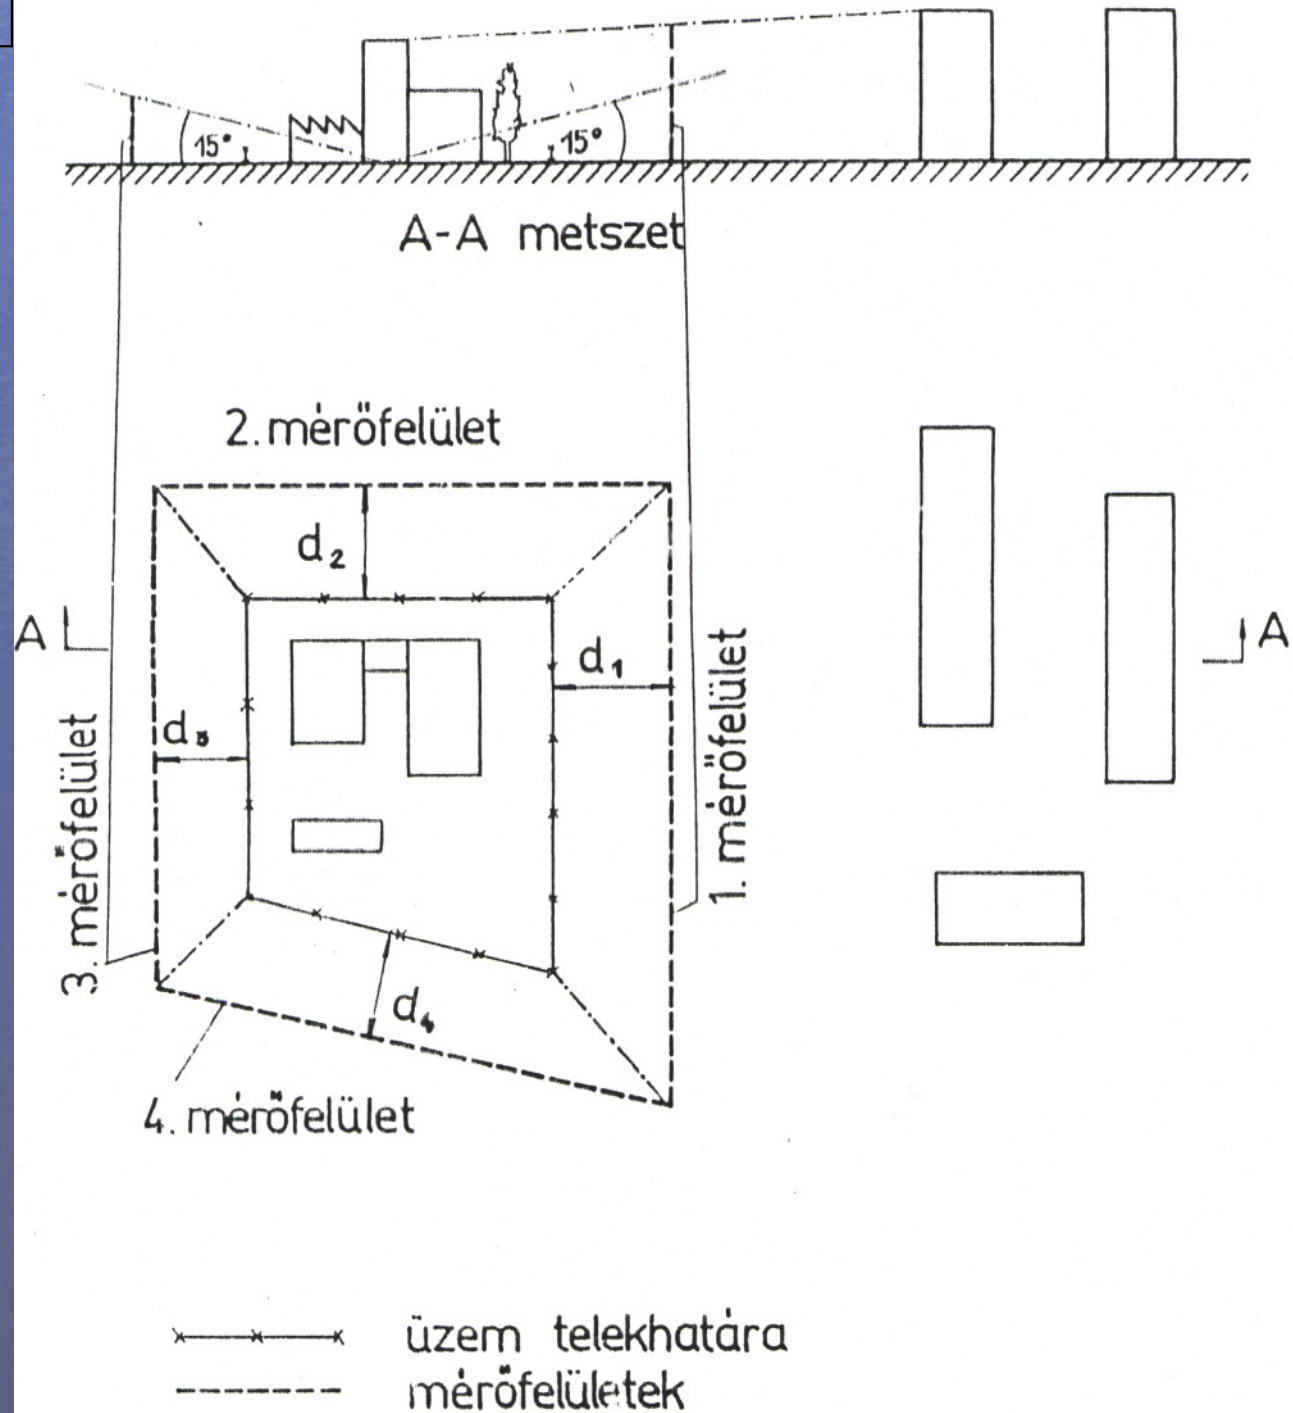 15°
15°
A-A metszet
2. mérőfelület
d₂
A
A
d₁
1. mérőfelület
d₃
3. mérőfelület
d₄
4. mérőfelület
üzem telekhatára
mérőfelületek